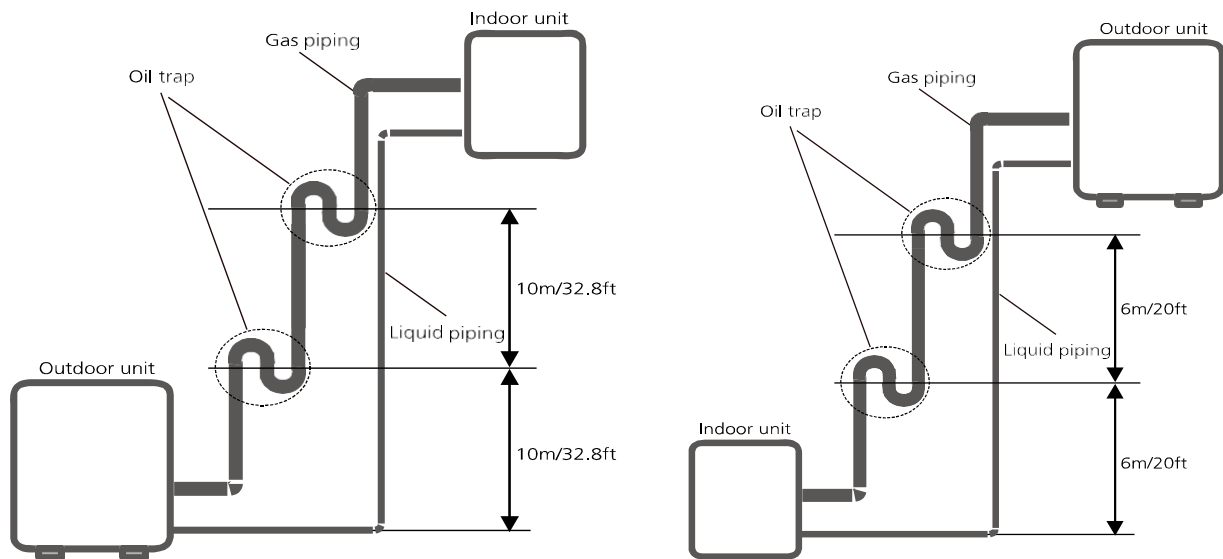 Indoor unit
Gas piping
Oil trap
10m/32.8ft
Liquid piping
Outdoor unit
10m/32.8ft
Outdoor unit
Gas piping
Oil trap
6m/20ft
Liquid piping
Indoor unit
6m/20ft